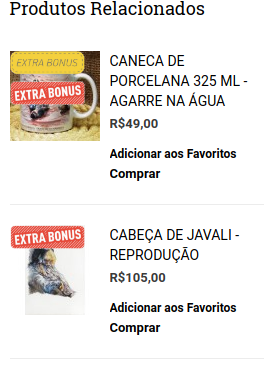 Produtos Relacionados
EXTRA BONUS
EXTRA BONUS
CANECA DE
PORCELANA 325 ML -
AGARRE NA ÁGUA
R$49,00
Adicionar aos Favoritos
Comprar
EXTRA BONUS
CABEÇA DE JAVALI -
REPRODUÇÃO
R$105,00
Adicionar aos Favoritos
Comprar